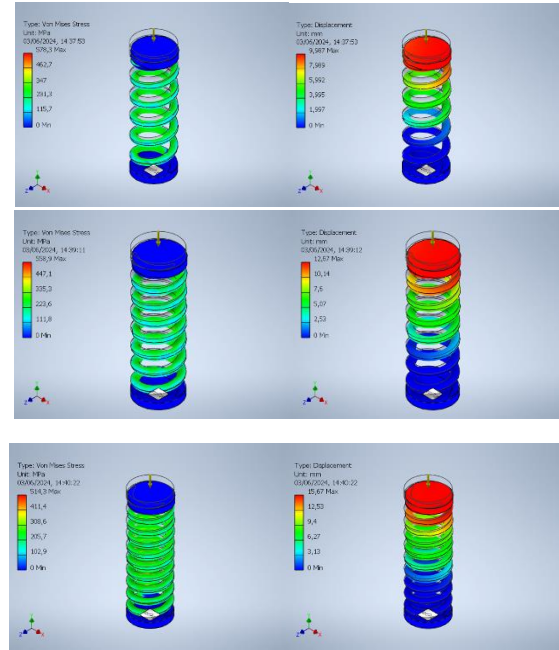 Type: Von Mises Stress
Unit: MPa
03/06/2024, 14:37:53
578,3 Max
462,7
347
231,3
115,7
0 Min
Type: Displacement
Unit: mm
03/06/2024, 14:37:53
9,987 Max
7,989
5,992
3,995
1,997
0 Min
Type: Von Mises Stress
Unit: MPa
03/06/2024, 14:39:11
558,9 Max
447,1
335,3
223,6
111,8
0 Min
Type: Displacement
Unit: mm
03/06/2024, 14:39:12
12,67 Max
10,14
7,6
5,07
2,53
0 Min
Type: Von Mises Stress
Unit: MPa
03/06/2024, 14:40:22
514,3 Max
411,4
308,6
205,7
102,9
0 Min
Type: Displacement
Unit: mm
03/06/2024, 14:40:22
15,67 Max
12,53
9,4
6,27
3,13
0 Min